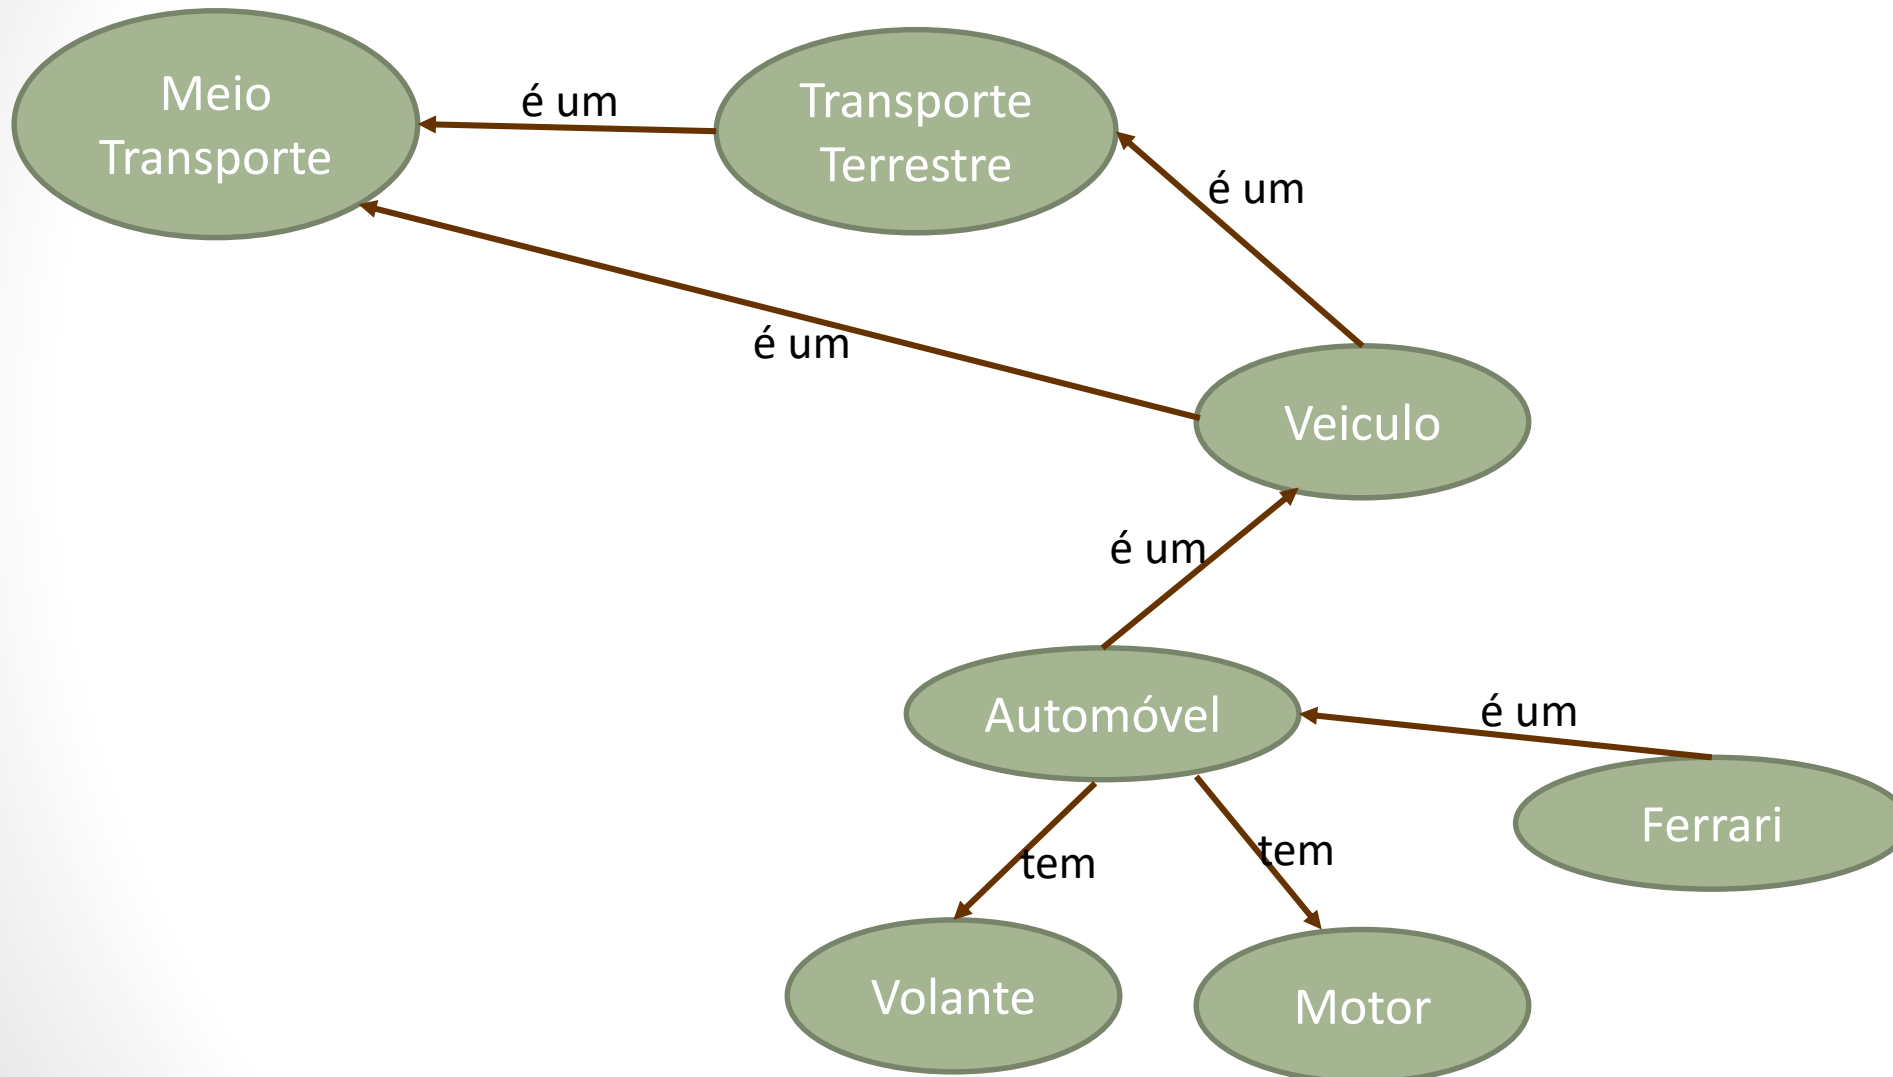 Meio
Transporte
é um
Transporte
Terrestre
é um
é um
Veiculo
é um
Automóvel
é um
Ferrari
tem
tem
Volante
Motor